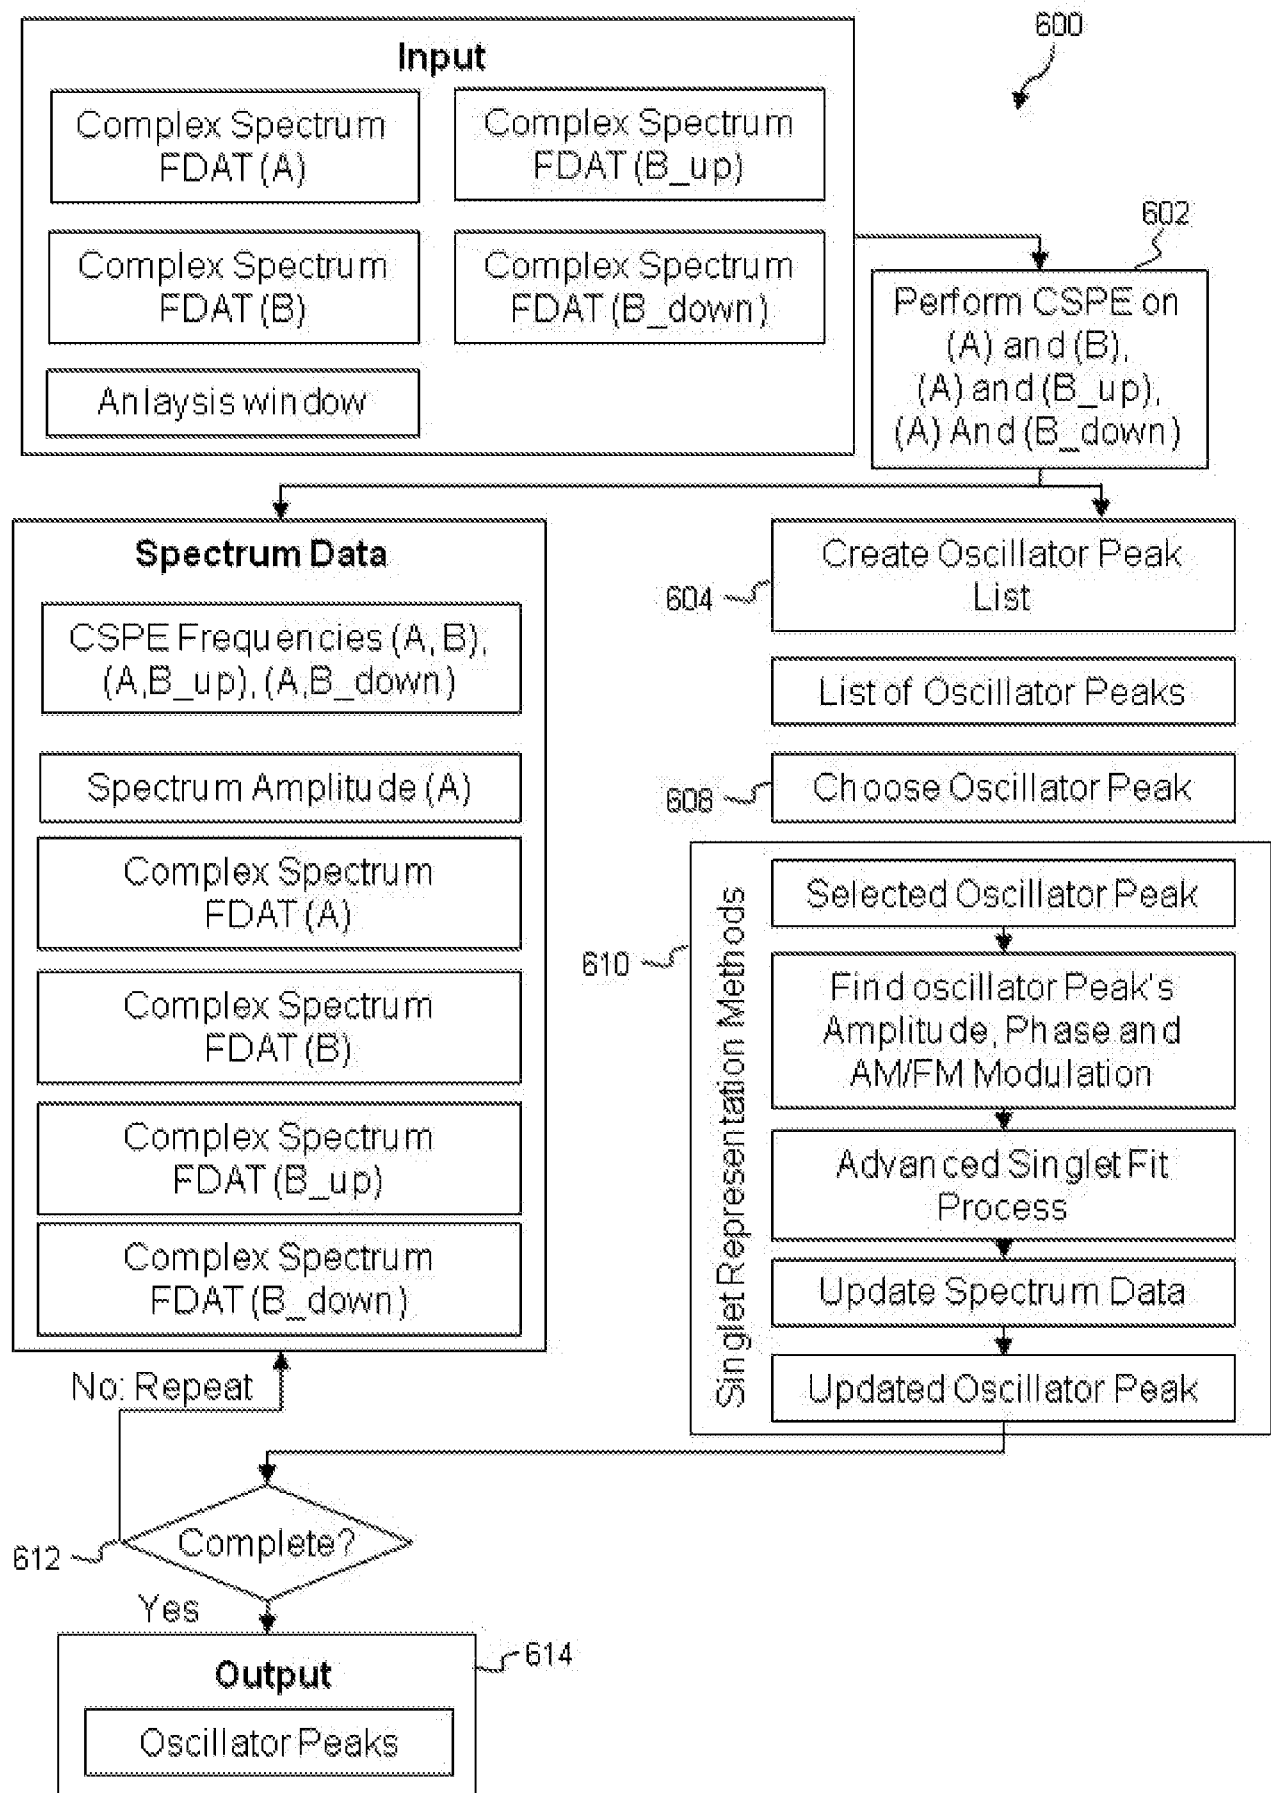 600
Input
Complex Spectrum
FDAT (A)
Complex Spectrum
FDAT (B_up)
Complex Spectrum
FDAT (B)
Complex Spectrum
FDAT (B_down)
Anlaysis window
602
Perform CSPE on
(A) and (B),
(A) and (B_up),
(A) And (B_down)
Spectrum Data
CSPE Frequencies (A, B),
(A,B_up), (A,B_down)
Spectrum Amplitude (A)
Complex Spectrum
FDAT (A)
Complex Spectrum
FDAT (B)
Complex Spectrum
FDAT (B_up)
Complex Spectrum
FDAT (B_down)
604
Create Oscillator Peak
List
List of Oscillator Peaks
608
Choose Oscillator Peak
610
Singlet Representation Methods
Selected Oscillator Peak
Find oscillator Peak's
Amplitude, Phase and
AM/FM Modulation
Advanced Singlet Fit
Process
Update Spectrum Data
Updated Oscillator Peak
No: Repeat
612
Complete?
Yes
614
Output
Oscillator Peaks